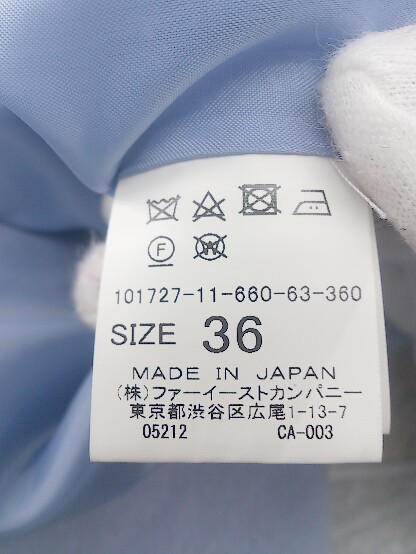 F W
101727-11-660-63-360
SIZE 36
MADE IN JAPAN
(株)ファーイーストカンパニー
東京都渋谷区広尾1-13-7
05212 CA-003